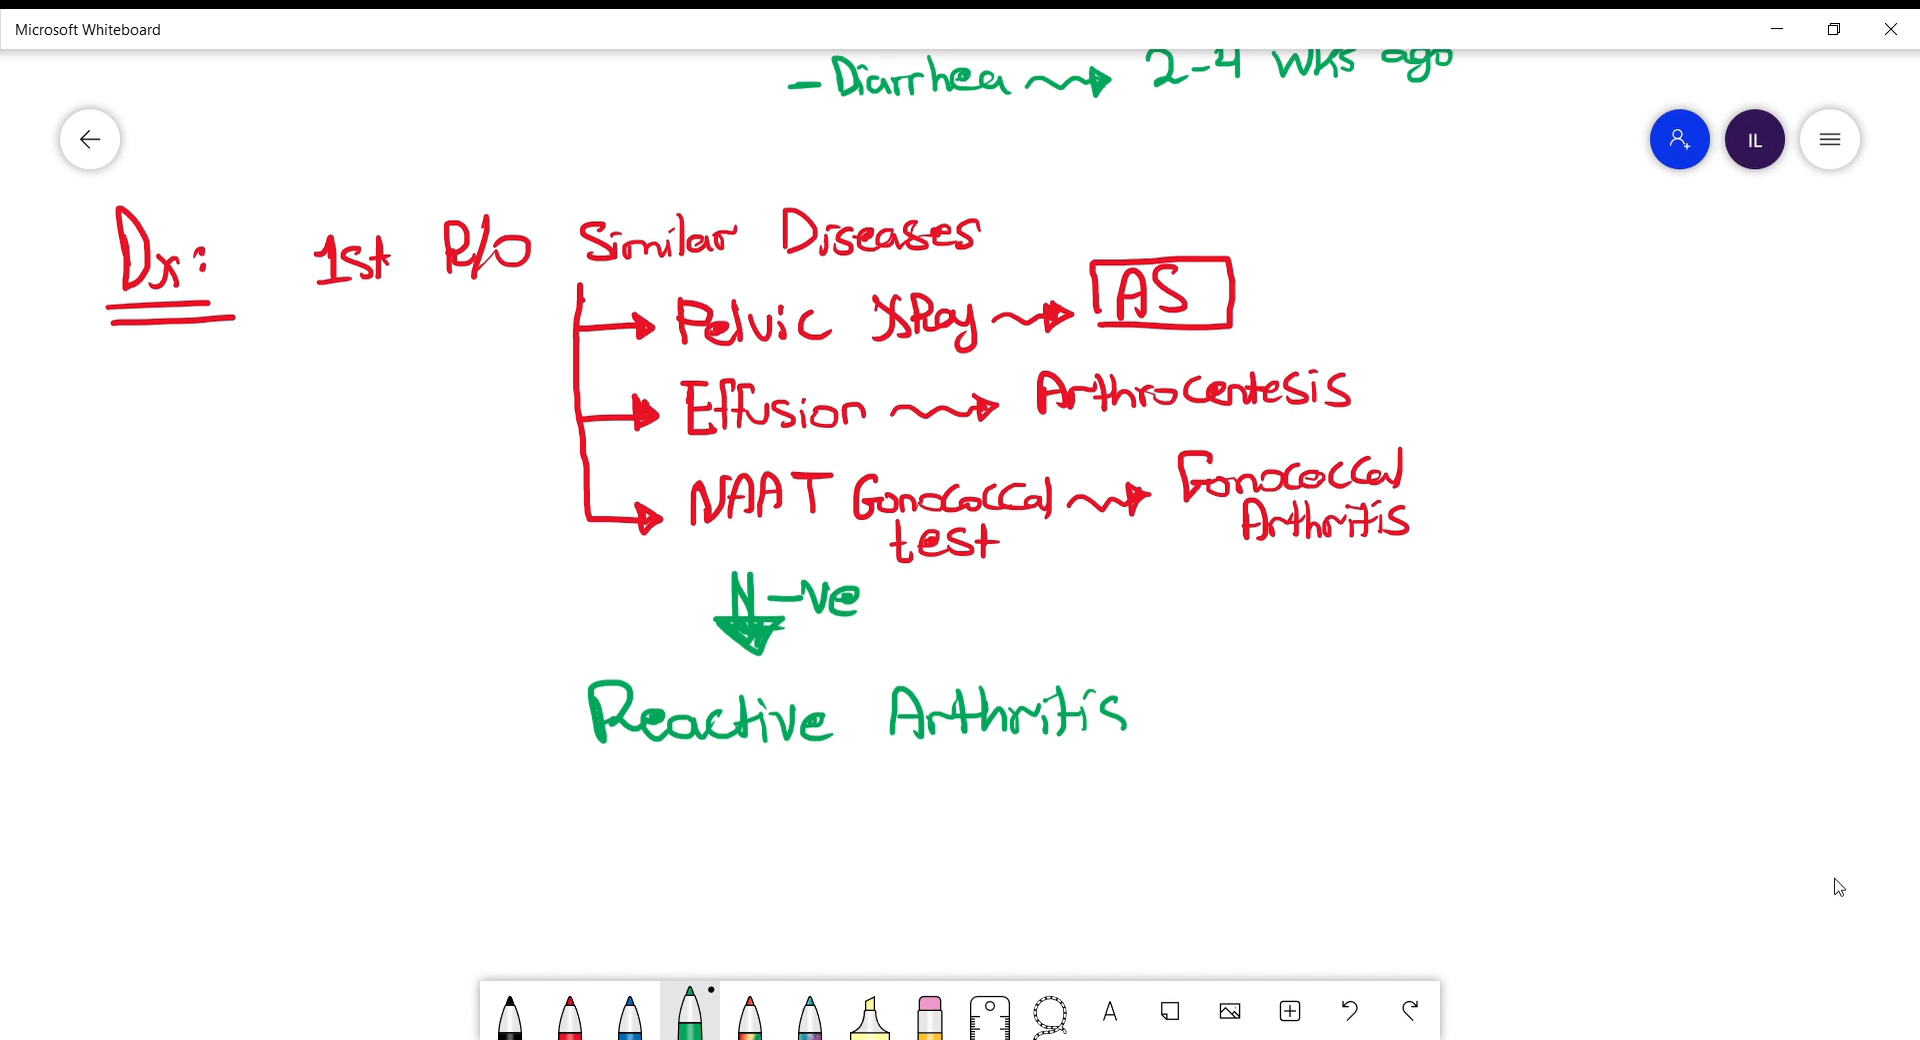 Microsoft Whiteboard
- Diarrhea 2-4 wks ago
IL
Dx: 1st R/O Similar Diseases
Pelvic XRay AS
Effusion Arthrocentesis
NAAT Gonococcal test Gonococcal Arthritis
-ve
Reactive Arthritis
A